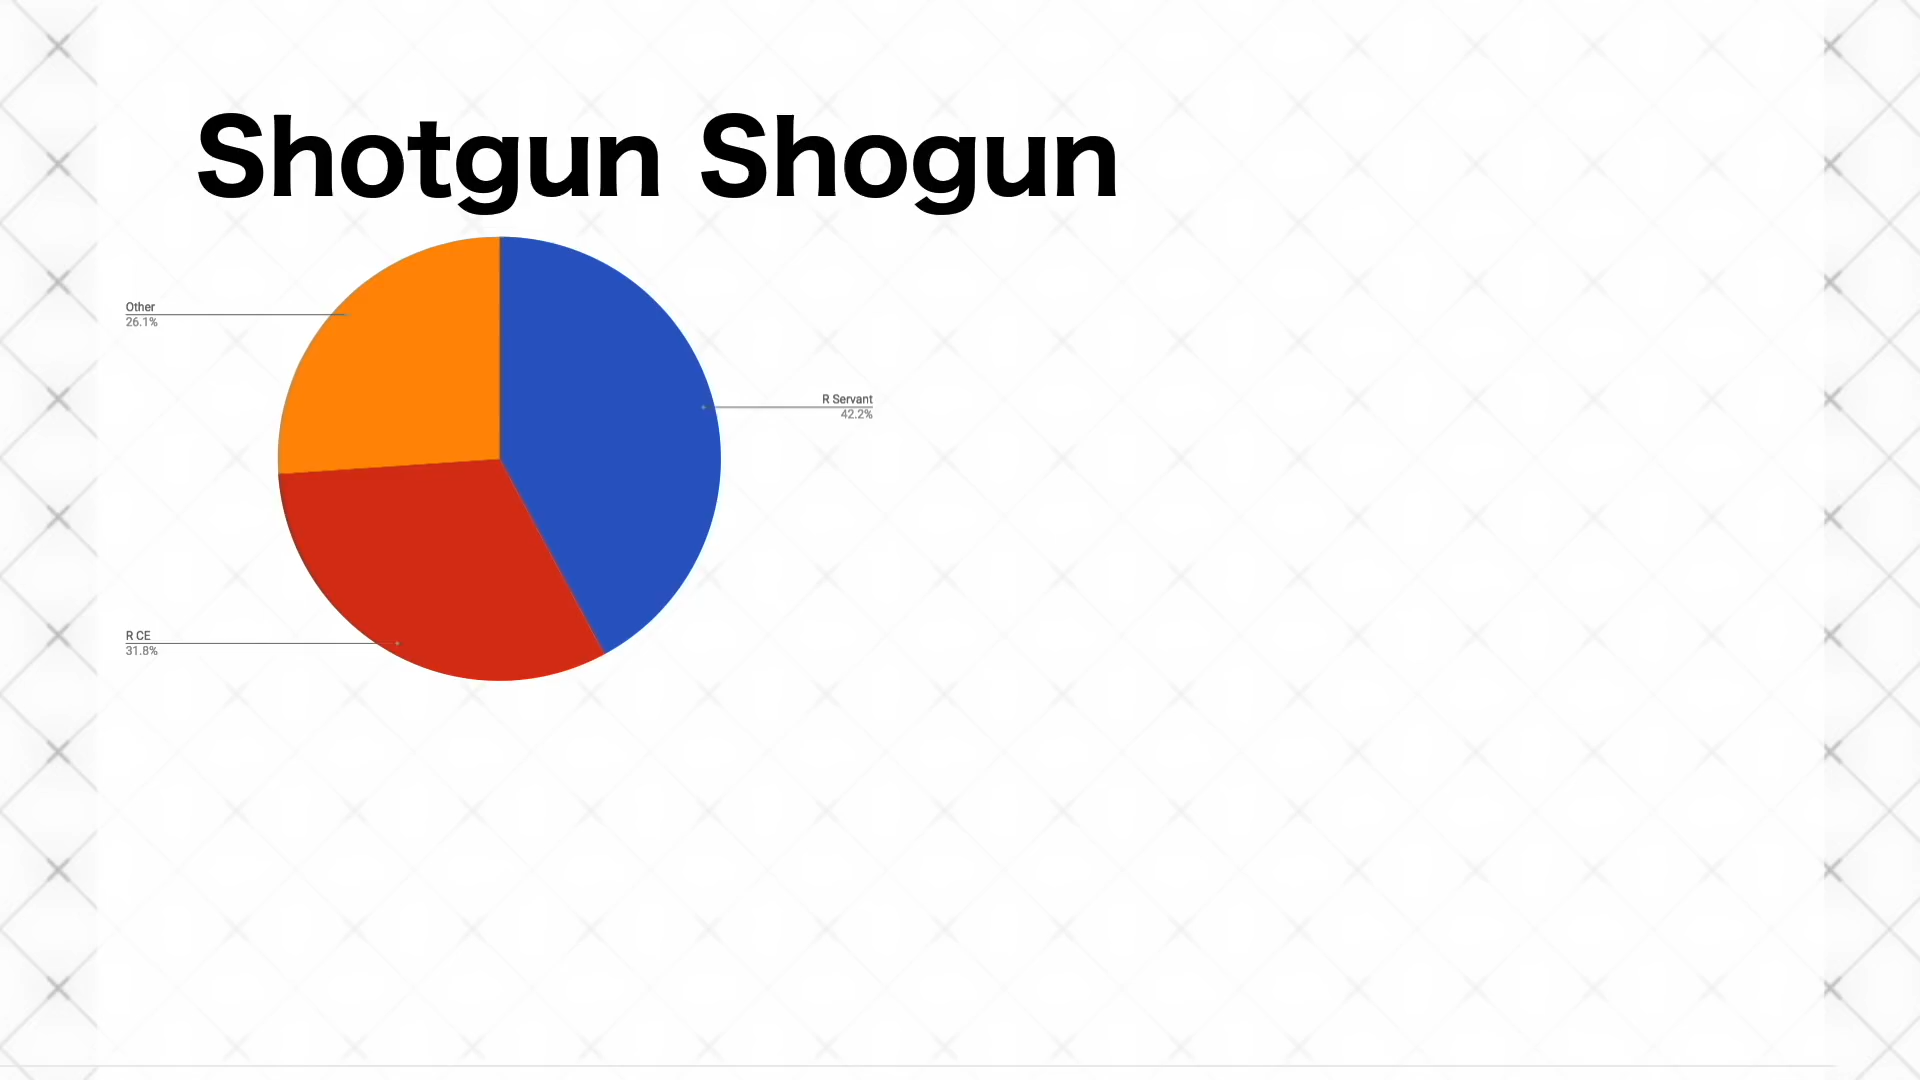 Shotgun Shogun
Other
26.1%
R Servant
42.2%
R CE
31.8%